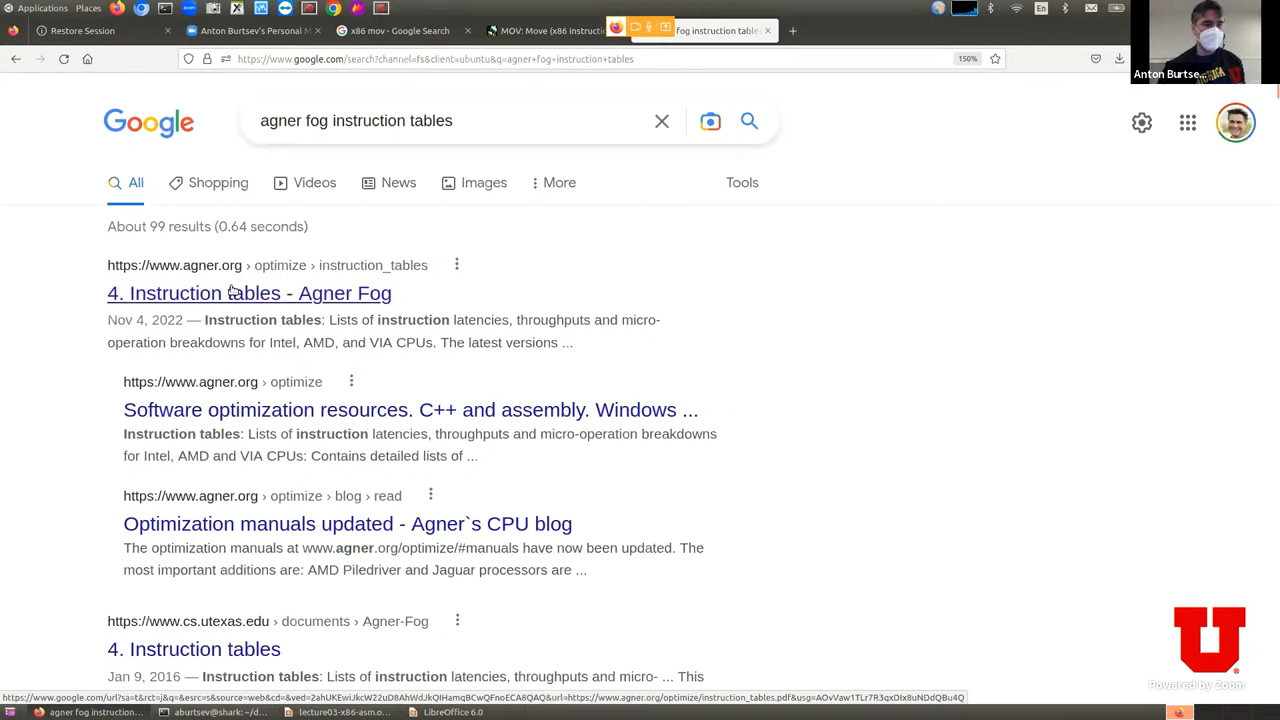 Applications Places En
Restore Session Anton Burtsev's Personal M x86 mov - Google Search MOV: Move (x86 Instructi fog instruction table
https://www.google.com/search?channel=fs&client=ubuntu&q=agner+fog+instruction+tables 150%
Anton Burtse...
Google agner fog instruction tables
All Shopping Videos News Images More Tools
About 99 results (0.64 seconds)
https://www.agner.org › optimize › instruction_tables
4. Instruction tables - Agner Fog
Nov 4, 2022 — Instruction tables: Lists of instruction latencies, throughputs and micro-
operation breakdowns for Intel, AMD, and VIA CPUs. The latest versions ...
https://www.agner.org › optimize
Software optimization resources. C++ and assembly. Windows ...
Instruction tables: Lists of instruction latencies, throughputs and micro-operation breakdowns
for Intel, AMD and VIA CPUs: Contains detailed lists of ...
https://www.agner.org › optimize › blog › read
Optimization manuals updated - Agner`s CPU blog
The optimization manuals at www.agner.org/optimize/#manuals have now been updated. The
most important additions are: AMD Piledriver and Jaguar processors are ...
https://www.cs.utexas.edu › documents › Agner-Fog
4. Instruction tables
Jan 9, 2016 — Instruction tables: Lists of instruction latencies, throughputs and micro- ... This
U
Powered by Zoom
agner fog instruction table... aburtsev@shark: ~/d... lecture03-x86-asm.o... LibreOffice 6.0